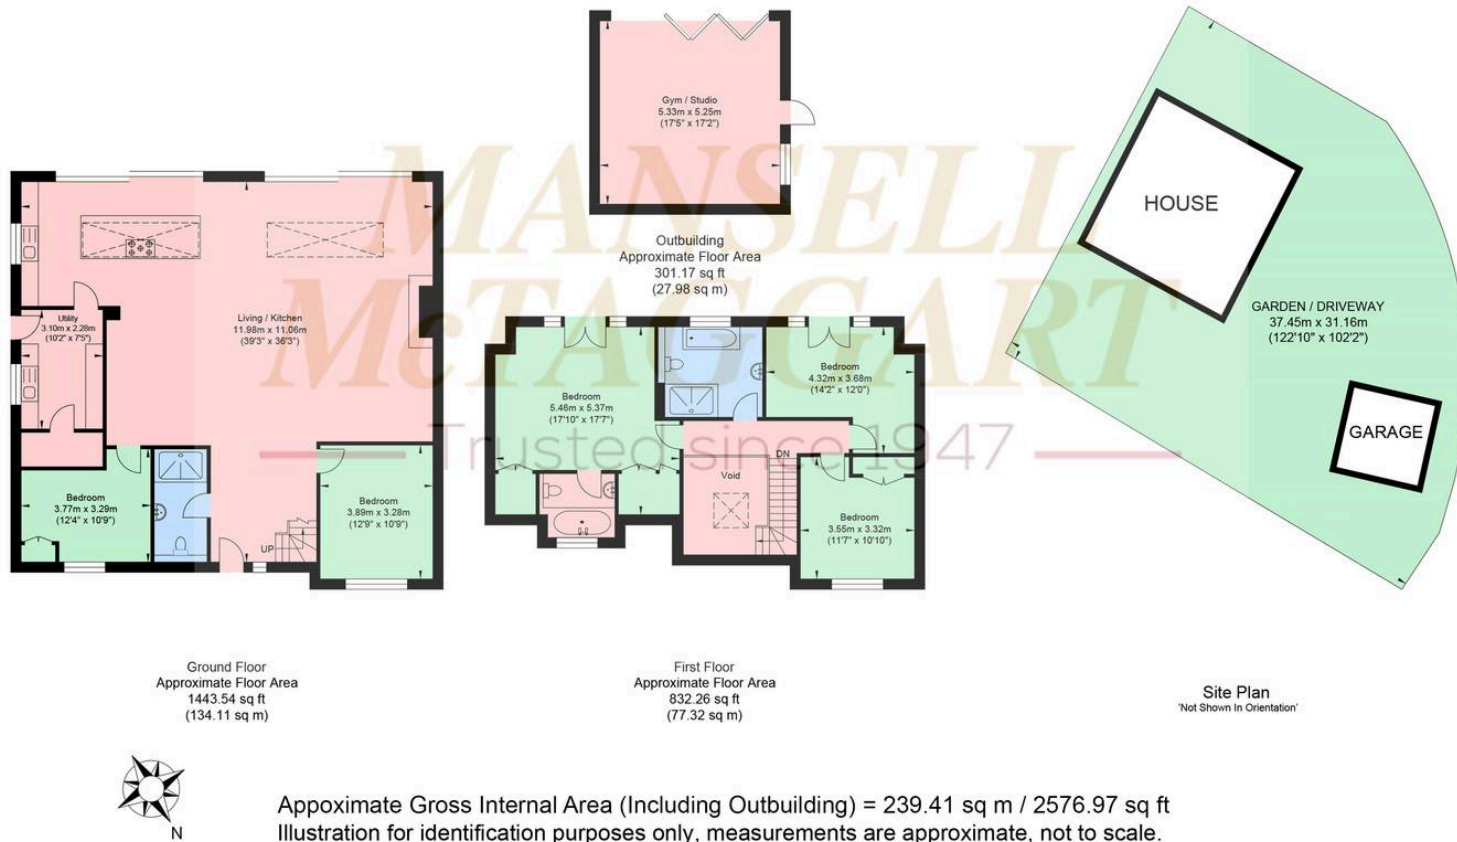 Gym / Studio
5.33m x 5.25m
(17'5" x 17'2")
Outbuilding
Approximate Floor Area
301.17 sq ft
(27.98 sq m)
MANSELL
McTAGGART
Trusted since 1947
Utility
3.10m x 2.28m
(10'2" x 7'5")
Living / Kitchen
11.98m x 11.06m
(39'3" x 36'3")
Bedroom
3.77m x 3.29m
(12'4" x 10'9")
UP
Bedroom
3.89m x 3.28m
(12'9" x 10'9")
Ground Floor
Approximate Floor Area
1443.54 sq ft
(134.11 sq m)
Bedroom
5.46m x 5.37m
(17'10" x 17'7")
Bedroom
4.32m x 3.68m
(14'2" x 12'0")
Void
DN
Bedroom
3.55m x 3.32m
(11'7" x 10'10")
First Floor
Approximate Floor Area
832.26 sq ft
(77.32 sq m)
HOUSE
GARDEN / DRIVEWAY
37.45m x 31.16m
(122'10" x 102'2")
GARAGE
Site Plan
'Not Shown In Orientation'
N
Appoximate Gross Internal Area (Including Outbuilding) = 239.41 sq m / 2576.97 sq ft
Illustration for identification purposes only, measurements are approximate, not to scale.